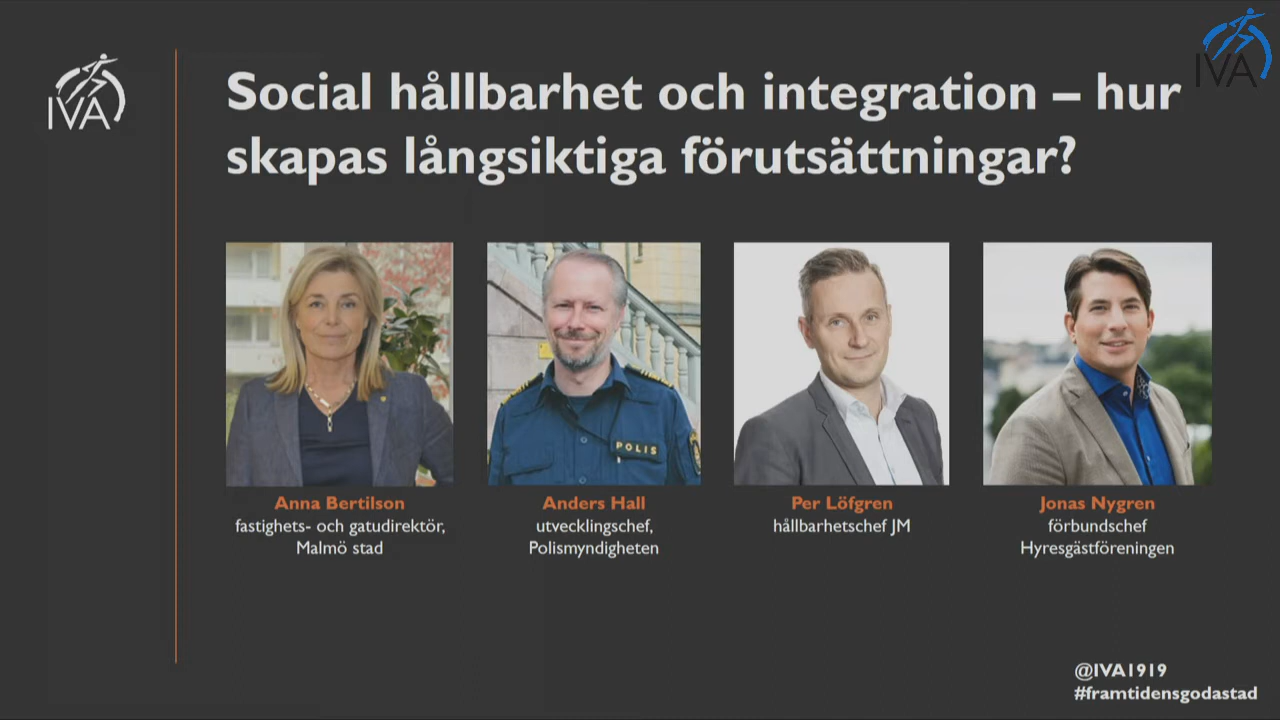 IVA
IVA
Social hållbarhet och integration – hur
skapas långsiktiga förutsättningar?
POLIS
Anna Bertilson
fastighets- och gatudirektör,
Malmö stad
Anders Hall
utvecklingschef,
Polismyndigheten
Per Löfgren
hållbarhetschef JM
Jonas Nygren
förbundschef
Hyresgästföreningen
@IVA1919
#framtidensgodastad